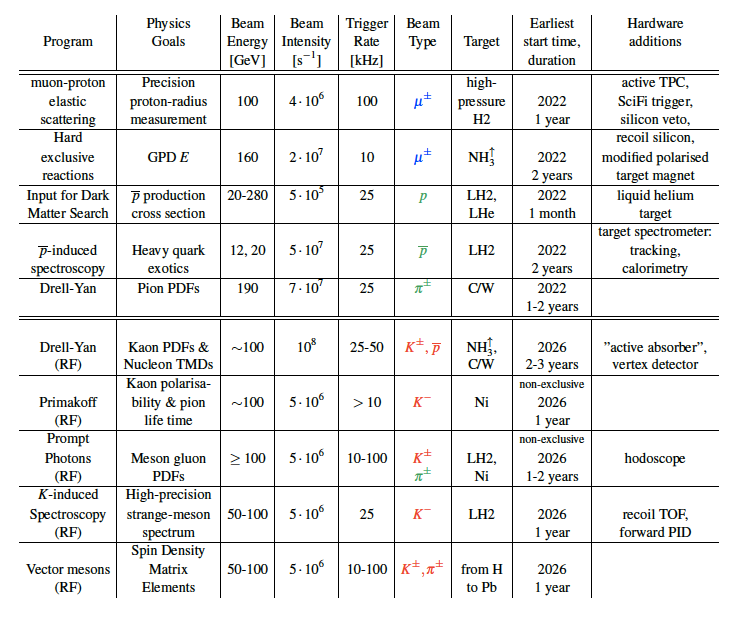 Program | Physics Goals | Beam Energy [GeV] | Beam Intensity [s⁻¹] | Trigger Rate [kHz] | Beam Type | Target | Earliest start time, duration | Hardware additions
muon-proton elastic scattering | Precision proton-radius measurement | 100 | 4·10⁶ | 100 | μ± | high-pressure H2 | 2022 1 year | active TPC, SciFi trigger, silicon veto,
Hard exclusive reactions | GPD E | 160 | 2·10⁷ | 10 | μ± | NH₃↑ | 2022 2 years | recoil silicon, modified polarised target magnet
Input for Dark Matter Search | p̅ production cross section | 20-280 | 5·10⁵ | 25 | p | LH2, LHe | 2022 1 month | liquid helium target
p̅-induced spectroscopy | Heavy quark exotics | 12, 20 | 5·10⁷ | 25 | p̅ | LH2 | 2022 2 years | target spectrometer: tracking, calorimetry
Drell-Yan | Pion PDFs | 190 | 7·10⁷ | 25 | π± | C/W | 2022 1-2 years
Drell-Yan (RF) | Kaon PDFs & Nucleon TMDs | ~100 | 10⁸ | 25-50 | K±, p̅ | NH₃↑, C/W | 2026 2-3 years | ”active absorber”, vertex detector
Primakoff (RF) | Kaon polarisa-bility & pion life time | ~100 | 5·10⁶ | > 10 | K⁻ | Ni | non-exclusive 2026 1 year
Prompt Photons (RF) | Meson gluon PDFs | ≥ 100 | 5·10⁶ | 10-100 | K± π± | LH2, Ni | non-exclusive 2026 1-2 years | hodoscope
K-induced Spectroscopy (RF) | High-precision strange-meson spectrum | 50-100 | 5·10⁶ | 25 | K⁻ | LH2 | 2026 1 year | recoil TOF, forward PID
Vector mesons (RF) | Spin Density Matrix Elements | 50-100 | 5·10⁶ | 10-100 | K±, π± | from H to Pb | 2026 1 year